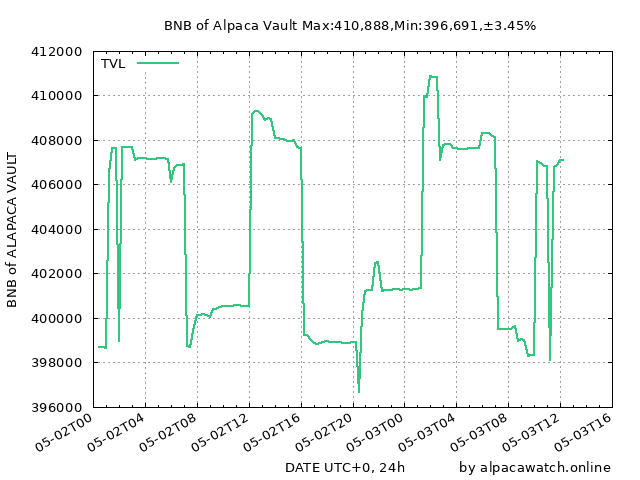 BNB of Alpaca Vault Max:410,888,Min:396,691,±3.45%
412000
TVL
410000
408000
406000
404000
402000
400000
398000
396000
BNB of ALAPACA VAULT
05-02T00
05-02T04
05-02T08
05-02T12
05-02T16
05-02T20
05-03T00
05-03T04
05-03T08
05-03T12
05-03T16
DATE UTC+0, 24h
by alpacawatch.online